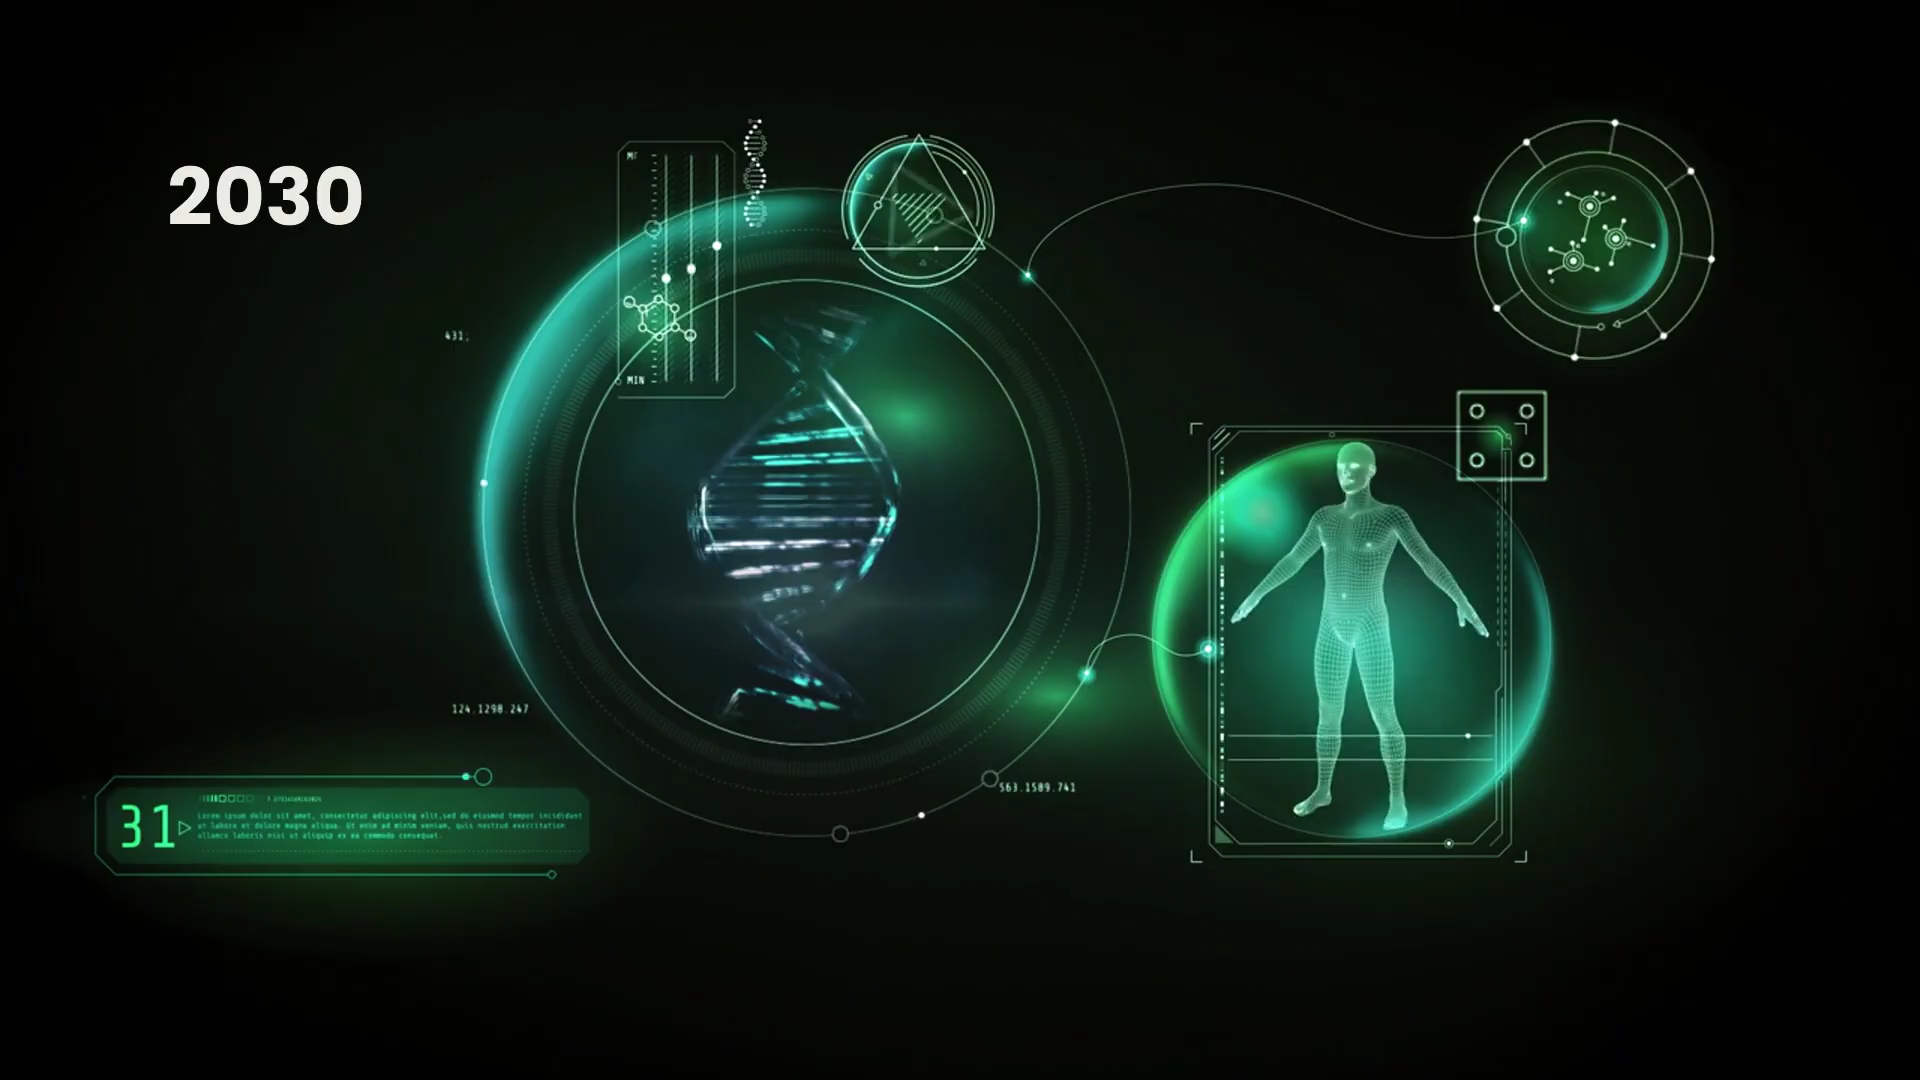 2030
MIN
431;
124.1298.247
563.1589.741
31
Lorem ipsum dolor sit amet, consectetur adipiscing elit,sed do eiusmod tempor incididunt
ut labore et dolore magna aliqua. Ut enim ad minim veniam, quis nostrud exercitation
ullamco laboris nisi ut aliquip ex ea commodo consequat.